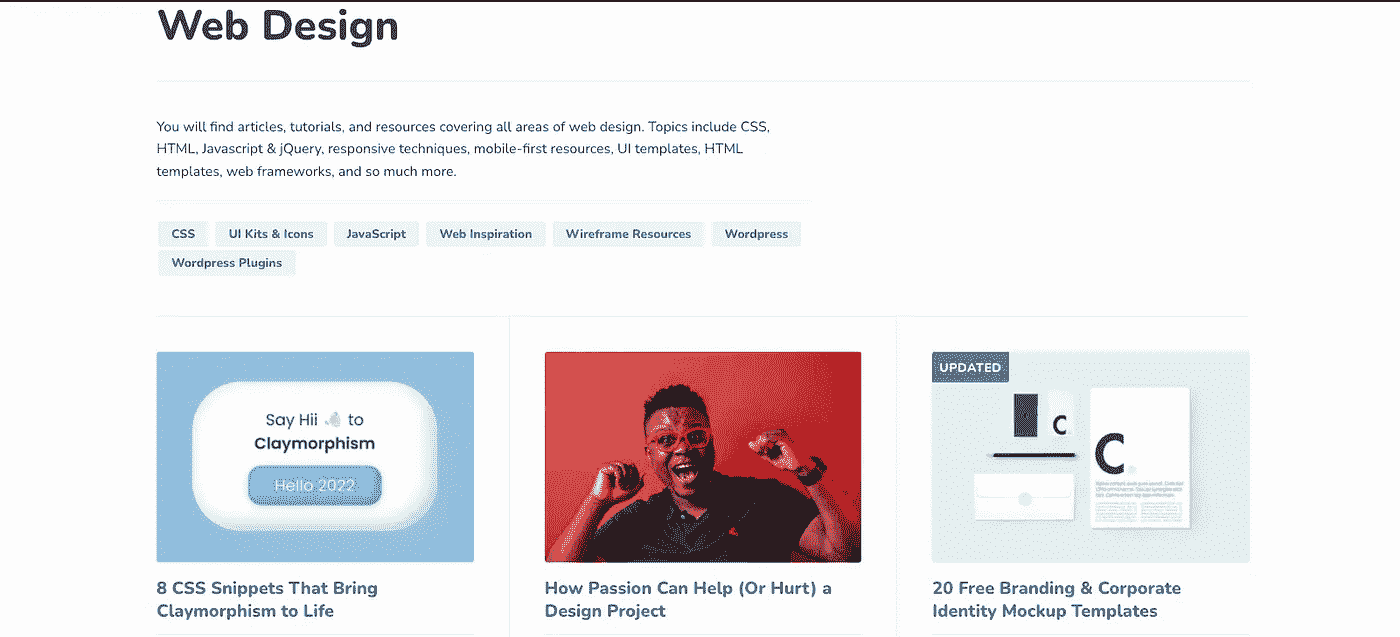 Web Design
You will find articles, tutorials, and resources covering all areas of web design. Topics include CSS,
HTML, Javascript & jQuery, responsive techniques, mobile-first resources, UI templates, HTML
templates, web frameworks, and so much more.
CSS
UI Kits & Icons
JavaScript
Web Inspiration
Wireframe Resources
Wordpress
Wordpress Plugins
Say Hii 👋 to
Claymorphism
Hello 2022
8 CSS Snippets That Bring
Claymorphism to Life
How Passion Can Help (Or Hurt) a
Design Project
UPDATED
C
C
20 Free Branding & Corporate
Identity Mockup Templates